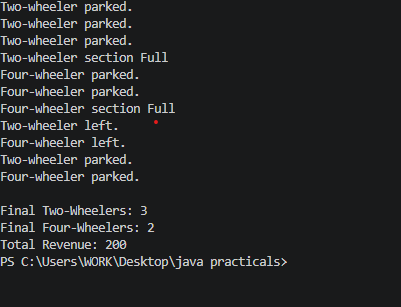 Two-wheeler parked.
Two-wheeler parked.
Two-wheeler parked.
Two-wheeler section Full
Four-wheeler parked.
Four-wheeler parked.
Four-wheeler section Full
Two-wheeler left.
Four-wheeler left.
Two-wheeler parked.
Four-wheeler parked.

Final Two-Wheelers: 3
Final Four-Wheelers: 2
Total Revenue: 200
PS C:\Users\WORK\Desktop\java practicals>